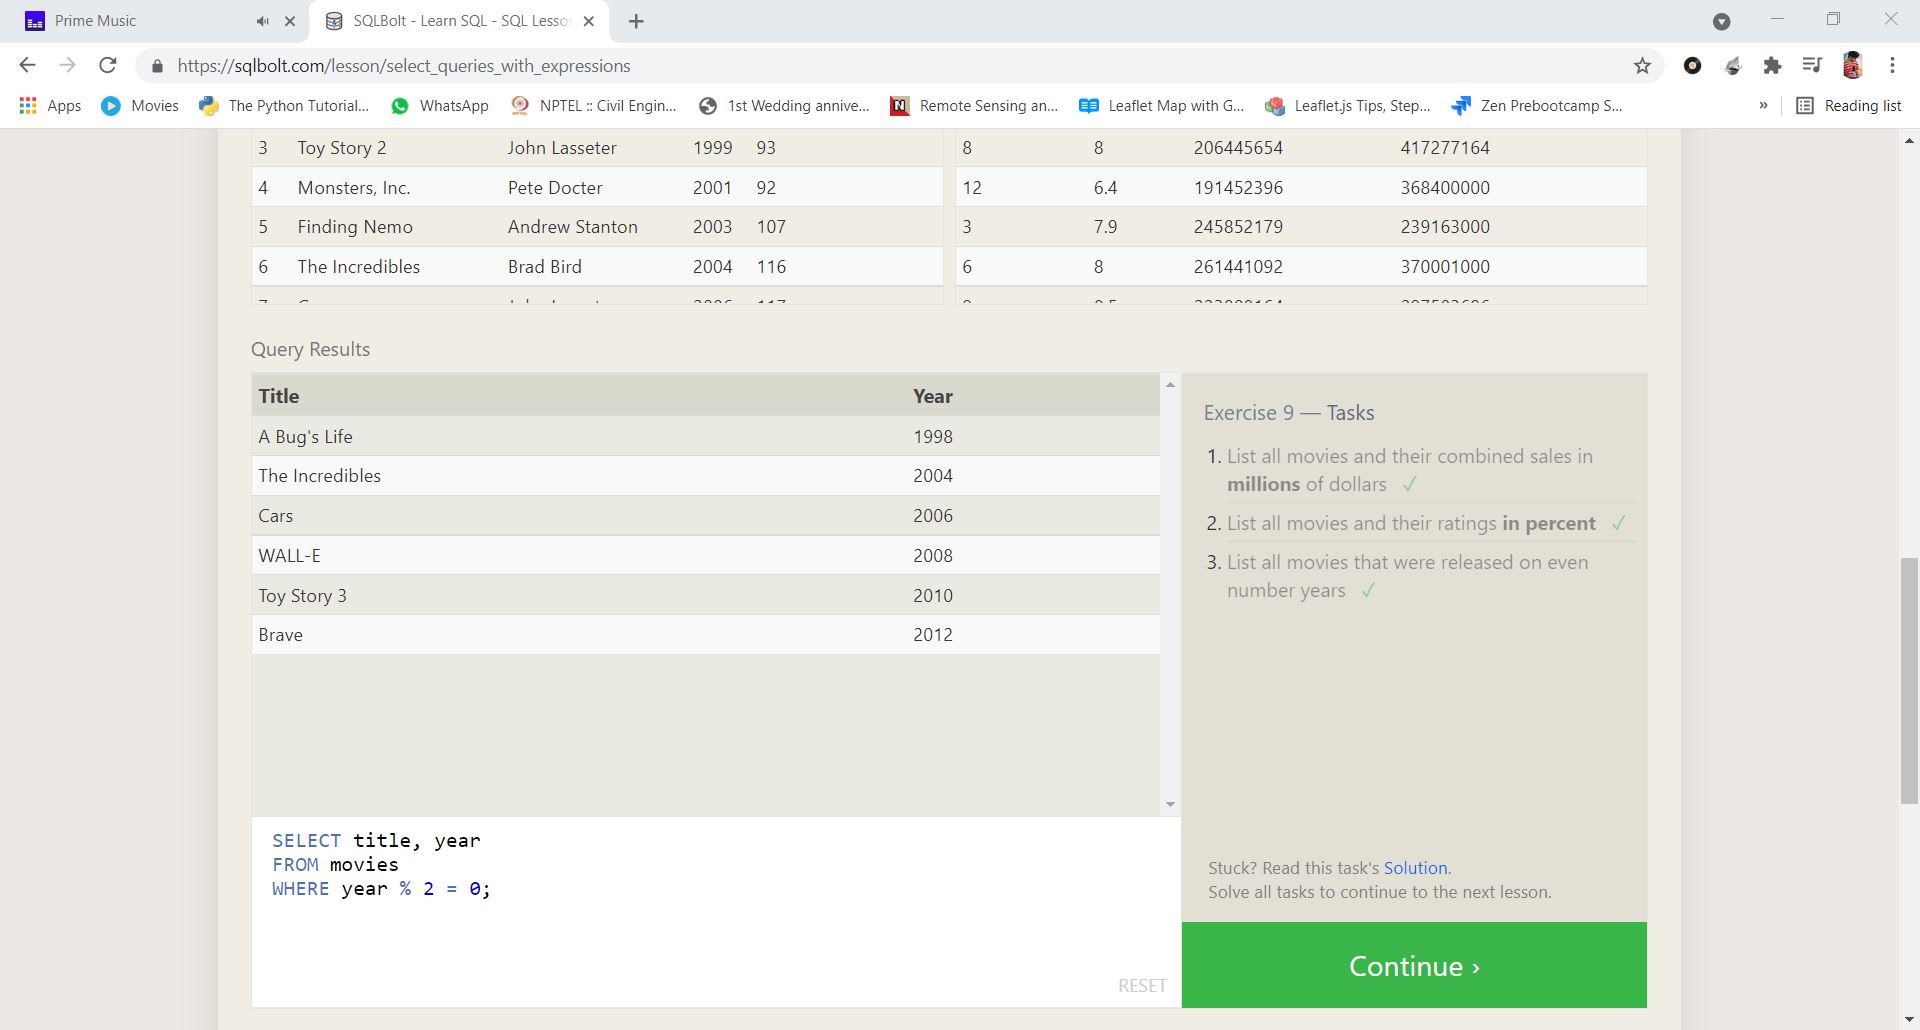 Prime Music
SQLBolt - Learn SQL - SQL Lesson
https://sqlbolt.com/lesson/select_queries_with_expressions
Apps Movies The Python Tutorial... WhatsApp NPTEL :: Civil Engin... 1st Wedding annive... Remote Sensing an... Leaflet Map with G... Leaflet.js Tips, Step... Zen Prebootcamp S... » Reading list
3 Toy Story 2 John Lasseter 1999 93 8 8 206445654 417277164
4 Monsters, Inc. Pete Docter 2001 92 12 6.4 191452396 368400000
5 Finding Nemo Andrew Stanton 2003 107 3 7.9 245852179 239163000
6 The Incredibles Brad Bird 2004 116 6 8 261441092 370001000
Query Results
Title Year
A Bug's Life 1998
The Incredibles 2004
Cars 2006
WALL-E 2008
Toy Story 3 2010
Brave 2012
SELECT title, year
FROM movies
WHERE year % 2 = 0;
RESET
Exercise 9 — Tasks
1. List all movies and their combined sales in
millions of dollars ✓
2. List all movies and their ratings in percent ✓
3. List all movies that were released on even
number years ✓
Stuck? Read this task's Solution.
Solve all tasks to continue to the next lesson.
Continue ›